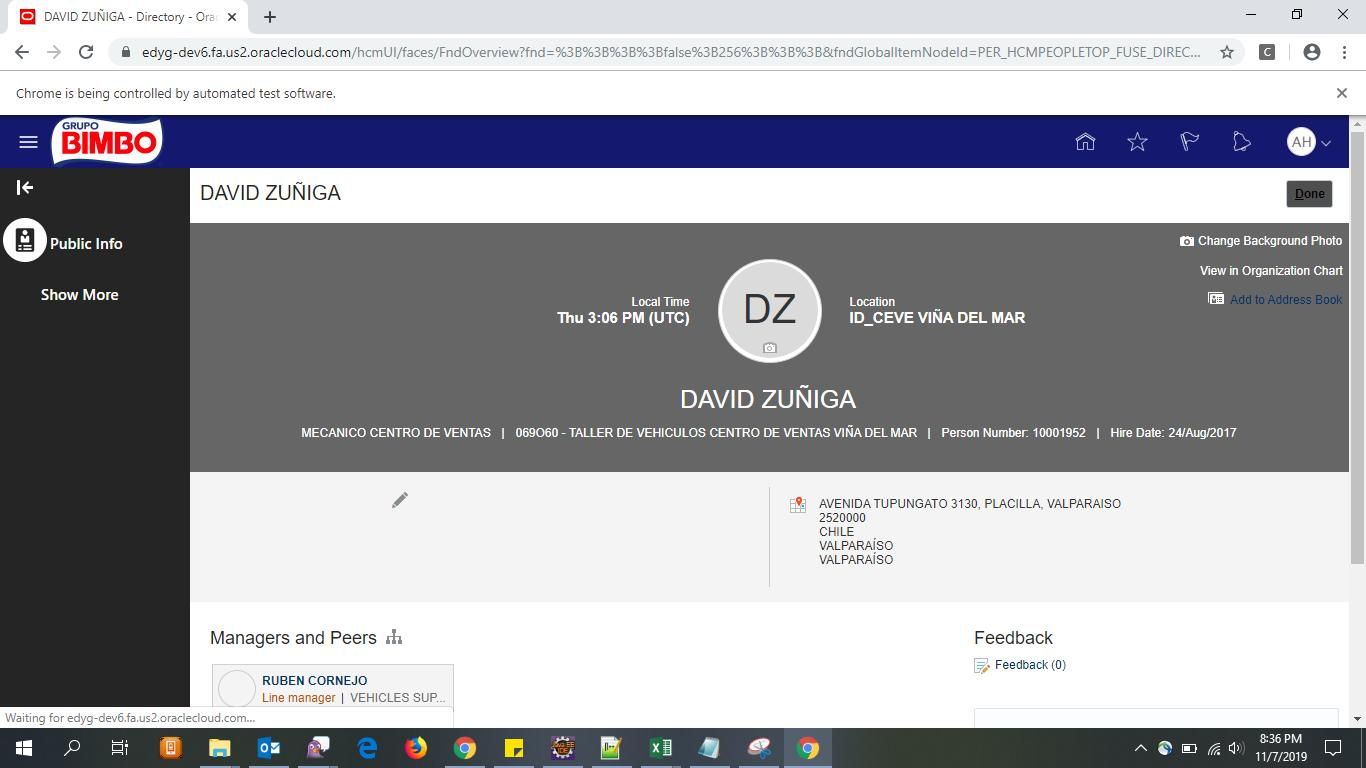 DAVID ZUÑIGA - Directory - Ora
edyg-dev6.fa.us2.oraclecloud.com/hcmUI/faces/FndOverview?fnd=%3B%3B%3B%3Bfalse%3B256%3B%3B%3B&fndGlobalItemNodeId=PER_HCMPEOPLETOP_FUSE_DIREC...
C
Chrome is being controlled by automated test software.
GRUPO
BIMBO
AH
DAVID ZUÑIGA
Done
Public Info
Show More
Change Background Photo
View in Organization Chart
Add to Address Book
Local Time
Thu 3:06 PM (UTC)
DZ
Location
ID_CEVE VIÑA DEL MAR
DAVID ZUÑIGA
MECANICO CENTRO DE VENTAS | 069O60 - TALLER DE VEHICULOS CENTRO DE VENTAS VIÑA DEL MAR | Person Number: 10001952 | Hire Date: 24/Aug/2017
AVENIDA TUPUNGATO 3130, PLACILLA, VALPARAISO
2520000
CHILE
VALPARAÍSO
VALPARAÍSO
Managers and Peers
RUBEN CORNEJO
Line manager | VEHICLES SUP...
Feedback
Feedback (0)
Waiting for edyg-dev6.fa.us2.oraclecloud.com...
8:36 PM
11/7/2019